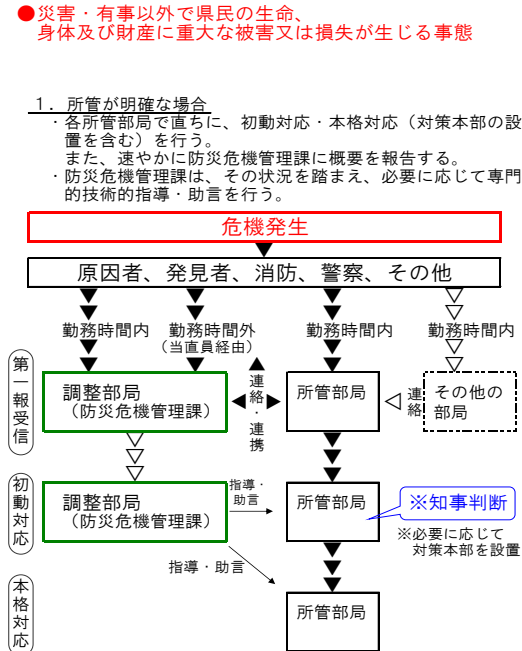 ●災害・有事以外で県民の生命、
身体及び財産に重大な被害又は損失が生じる事態
1．所管が明確な場合
・各所管部局で直ちに、初動対応・本格対応（対策本部の設
置を含む）を行う。
また、速やかに防災危機管理課に概要を報告する。
・防災危機管理課は、その状況を踏まえ、必要に応じて専門
的技術的指導・助言を行う。
危機発生
原因者、発見者、消防、警察、その他
勤務時間内
勤務時間外
（当直員経由）
勤務時間内
勤務時間内
第一報受信
調整部局
（防災危機管理課）
連絡・連携
所管部局
連絡
その他の
部局
初動対応
調整部局
（防災危機管理課）
指導・
助言
所管部局
※知事判断
※必要に応じて
対策本部を設置
指導・助言
本格対応
所管部局